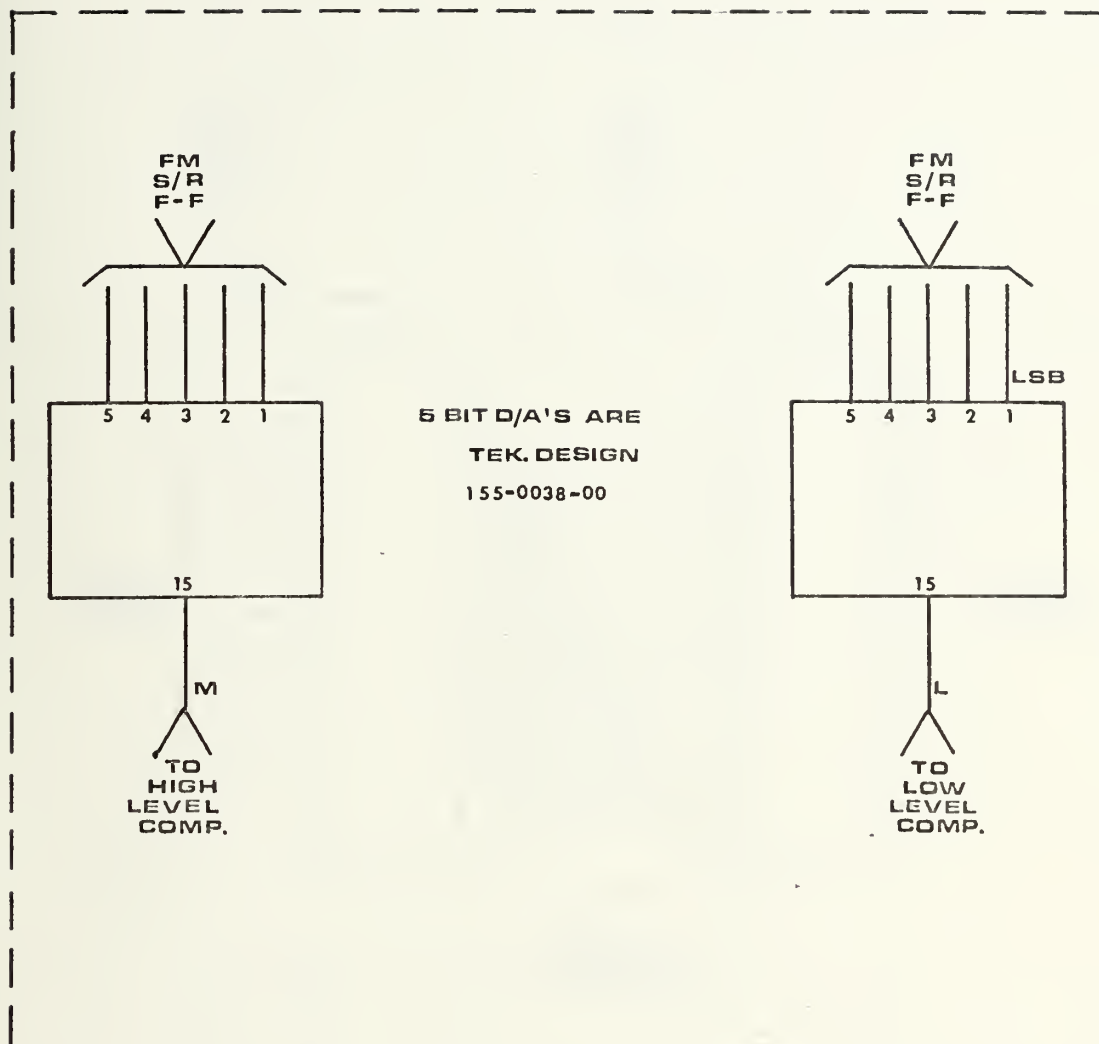 FM
S/R
F-F
5 4 3 2 1
15
M
TO
HIGH
LEVEL
COMP.
5 BIT D/A'S ARE
TEK. DESIGN
155-0038-00
FM
S/R
F-F
LSB
5 4 3 2 1
15
L
TO
LOW
LEVEL
COMP.